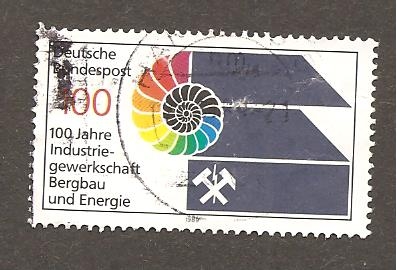 Deutsche
Bundespost
100
100 Jahre
Industrie-
gewerkschaft
Bergbau
und Energie
1989